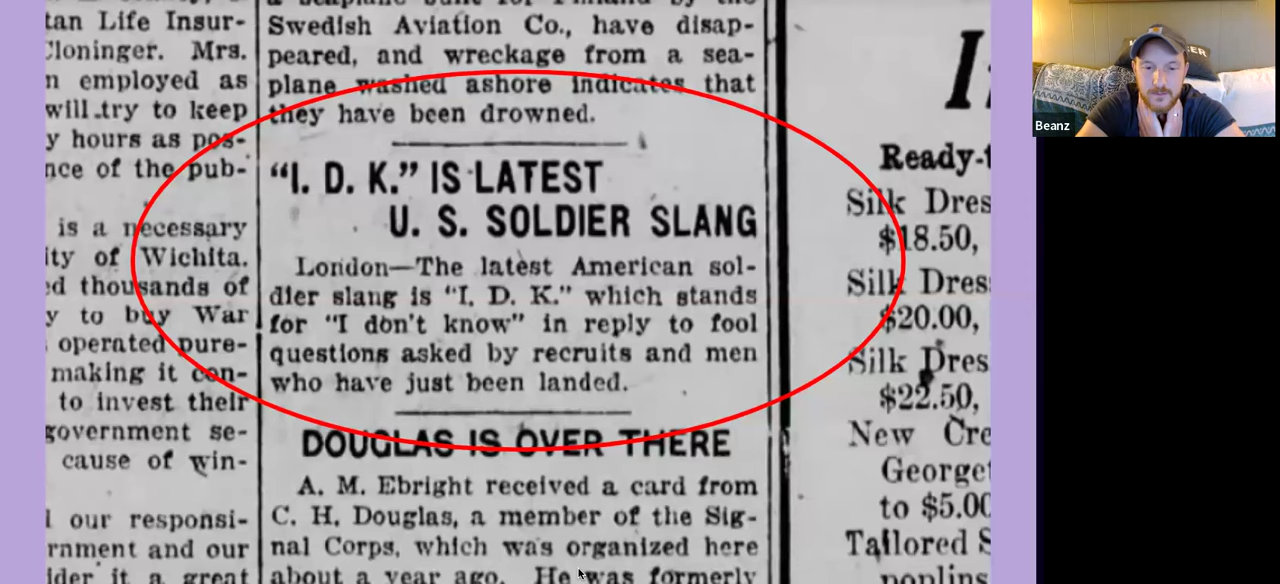 tan Life Insur-
Cloninger. Mrs.
n employed as
will try to keep
y hours as pos-
nce of the pub-
is a necessary
ity of Wichita.
ed thousands of
y to buy War
operated pure-
making it con-
to invest their
government se-
cause of win-
our responsi-
rnment and our
ider it a great
Swedish Aviation Co., have disap-
peared, and wreckage from a sea-
plane washed ashore indicates that
they have been drowned.
"I. D. K." IS LATEST
U. S. SOLDIER SLANG
London—The latest American sol-
dier slang is "I. D. K." which stands
for "I don't know" in reply to fool
questions asked by recruits and men
who have just been landed.
DOUGLAS IS OVER THERE
A. M. Ebright received a card from
C. H. Douglas, a member of the Sig-
nal Corps, which was organized here
about a year ago. He was formerly
Ready-t
Silk Dres
$18.50,
Silk Dres
$20.00,
Silk Dres
$22.50,
New Cre
George
to $5.00
Tailored S
poplins
Beanz